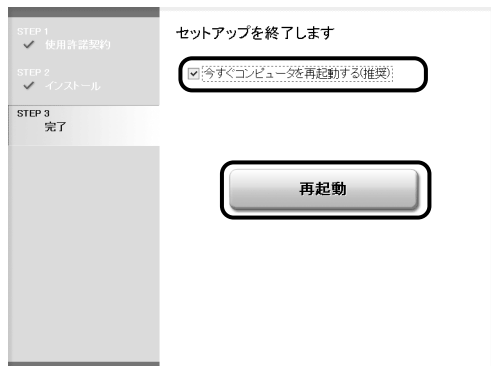 STEP 1
使用許諾契約
STEP 2
インストール
STEP 3
完了
セットアップを終了します
今すぐコンピュータを再起動する(推奨)
再起動